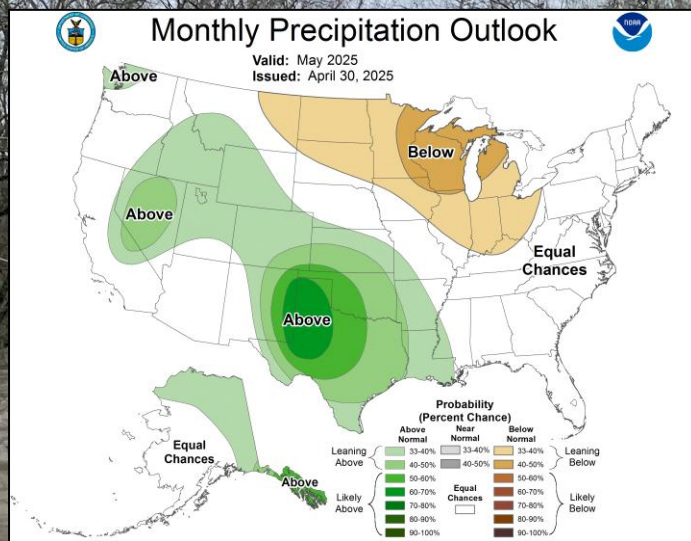 Monthly Precipitation Outlook
NOAA
Valid: May 2025
Issued: April 30, 2025
Above
Below
Above
Equal
Chances
Above
Equal
Chances
Above
Probability
(Percent Chance)
Above
Normal
Near
Normal
Below
Normal
Leaning
Above
33-40%
40-50%
33-40%
40-50%
33-40%
40-50%
Leaning
Below
Likely
Above
50-60%
60-70%
70-80%
80-90%
90-100%
Equal
Chances
50-60%
60-70%
70-80%
80-90%
90-100%
Likely
Below